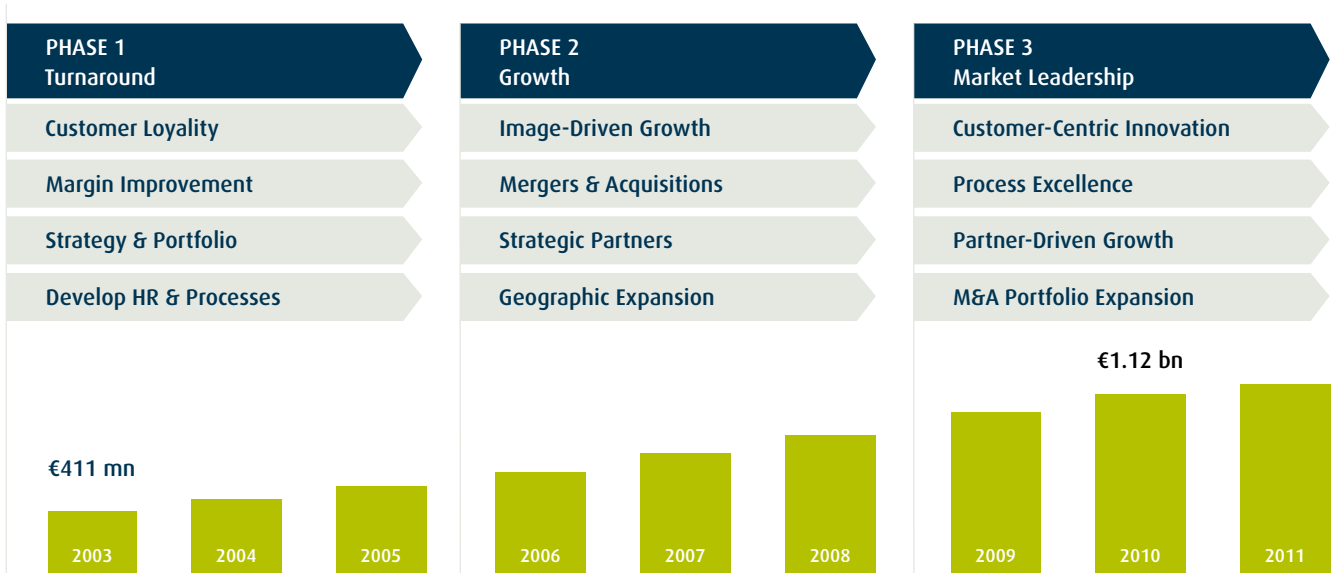 PHASE 1
Turnaround
Customer Loyality
Margin Improvement
Strategy & Portfolio
Develop HR & Processes
PHASE 2
Growth
Image-Driven Growth
Mergers & Acquisitions
Strategic Partners
Geographic Expansion
PHASE 3
Market Leadership
Customer-Centric Innovation
Process Excellence
Partner-Driven Growth
M&A Portfolio Expansion
€411 mn
€1.12 bn
2003
2004
2005
2006
2007
2008
2009
2010
2011